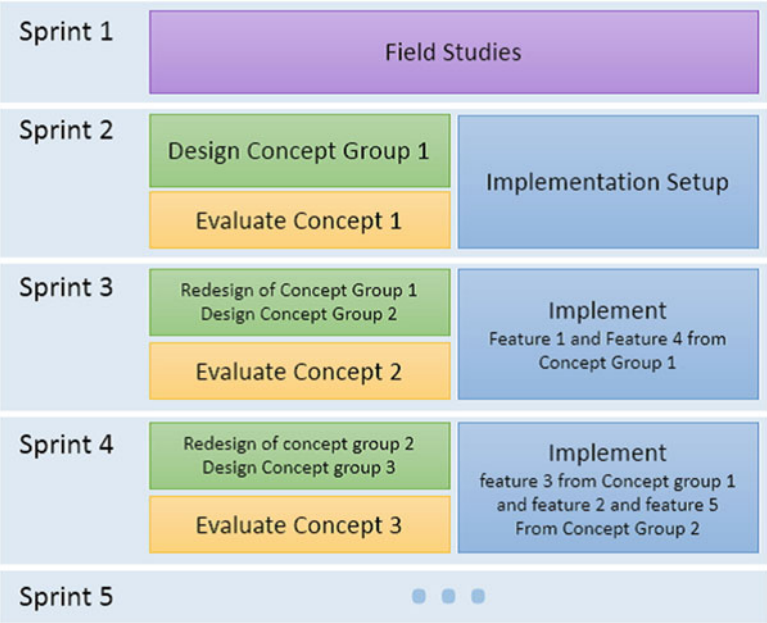 Sprint 1
Field Studies
Sprint 2
Design Concept Group 1
Evaluate Concept 1
Implementation Setup
Sprint 3
Redesign of Concept Group 1
Design Concept Group 2
Evaluate Concept 2
Implement
Feature 1 and Feature 4 from
Concept Group 1
Sprint 4
Redesign of concept group 2
Design Concept group 3
Evaluate Concept 3
Implement
feature 3 from Concept group 1
and feature 2 and feature 5
From Concept Group 2
Sprint 5